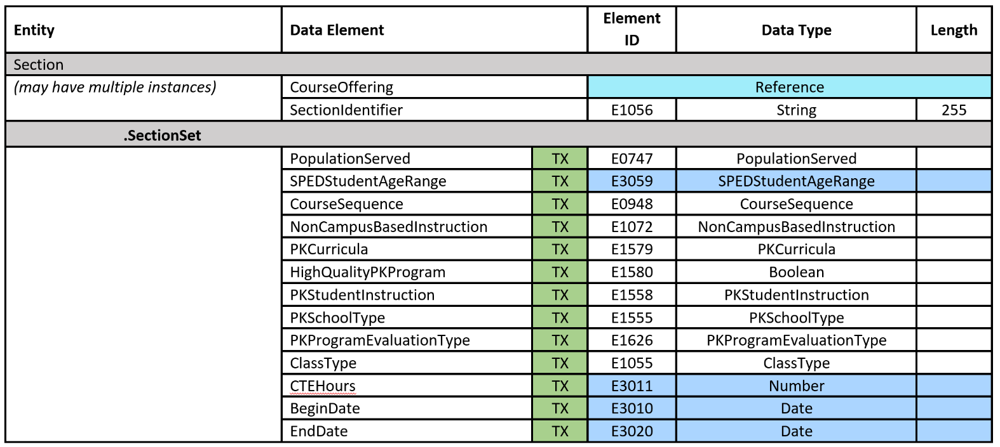 Entity Data Element Element ID Data Type Length
Section
(may have multiple instances) CourseOffering Reference
SectionIdentifier E1056 String 255
.SectionSet
PopulationServed TX E0747 PopulationServed
SPEDStudentAgeRange TX E3059 SPEDStudentAgeRange
CourseSequence TX E0948 CourseSequence
NonCampusBasedInstruction TX E1072 NonCampusBasedInstruction
PKCurricula TX E1579 PKCurricula
HighQualityPKProgram TX E1580 Boolean
PKStudentInstruction TX E1558 PKStudentInstruction
PKSchoolType TX E1555 PKSchoolType
PKProgramEvaluationType TX E1626 PKProgramEvaluationType
ClassType TX E1055 ClassType
CTEHours TX E3011 Number
BeginDate TX E3010 Date
EndDate TX E3020 Date